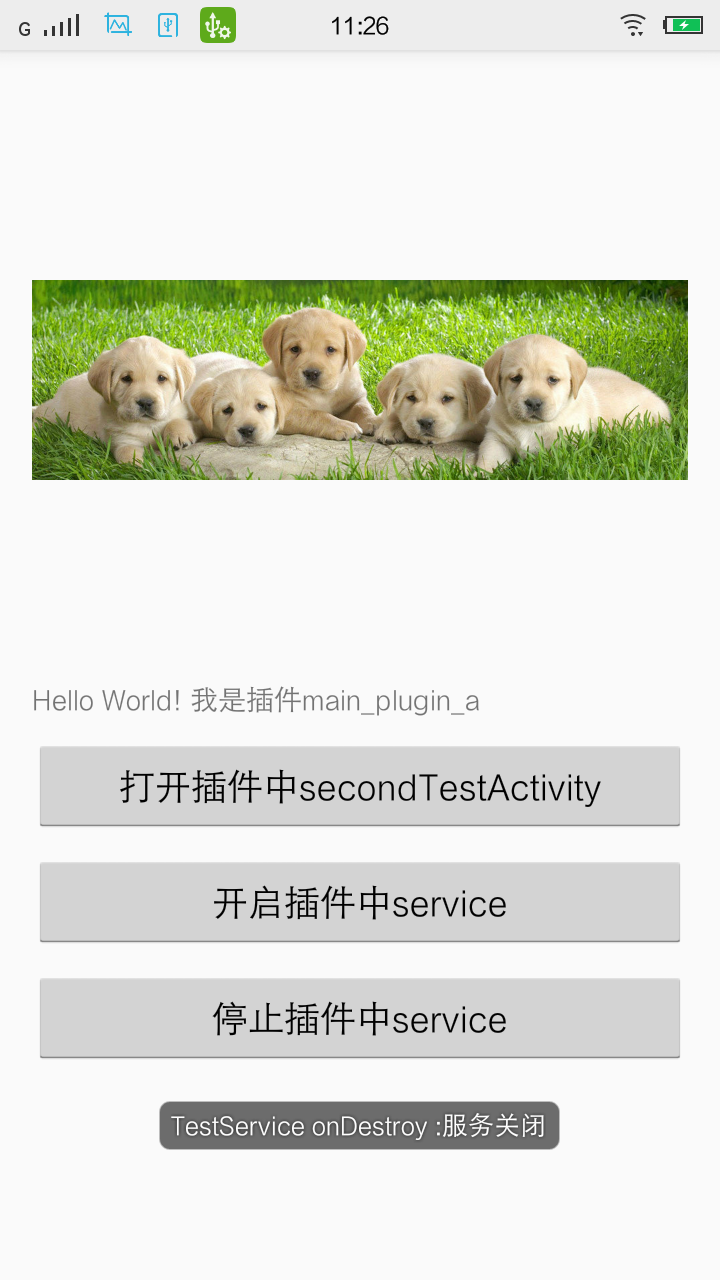 G 11:26
Hello World! 我是插件main_plugin_a
打开插件中secondTestActivity
开启插件中service
停止插件中service
TestService onDestroy :服务关闭